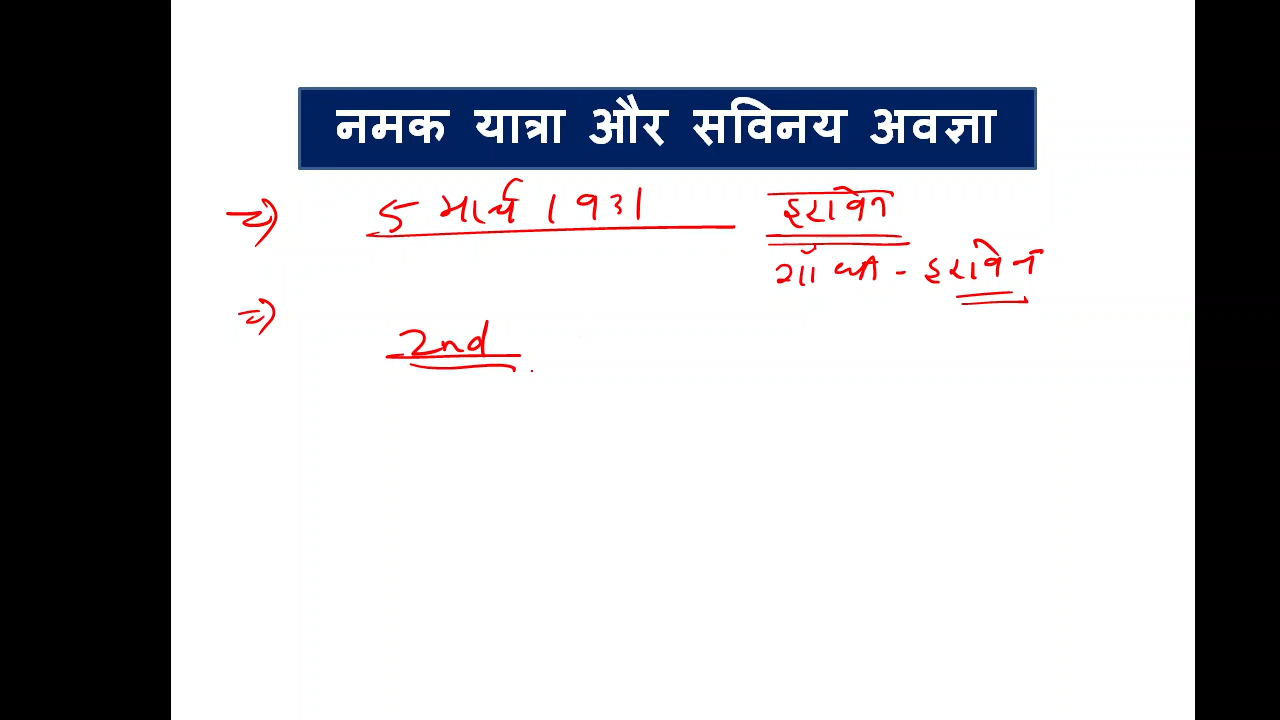 नमक यात्रा और सविनय अवज्ञा
=> 5 मार्च 1931 इरविन
गाँधी - इरविन
=>
2nd